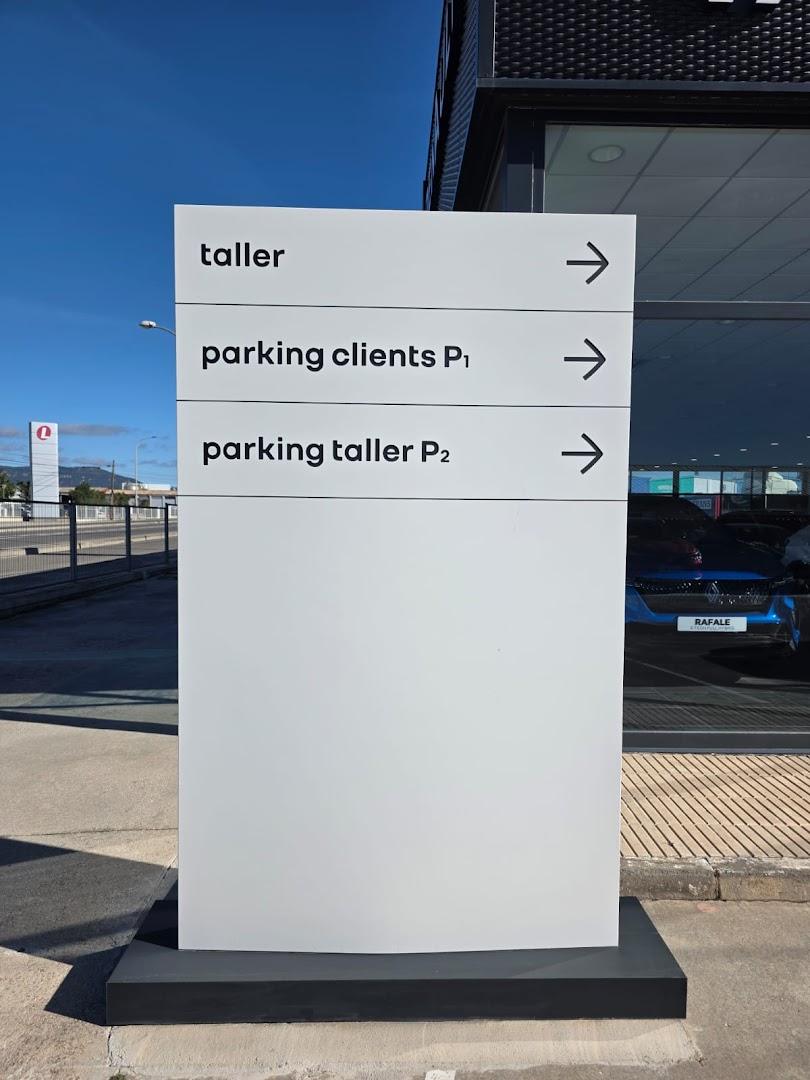 taller
parking clients P1
parking taller P2
RAFALE